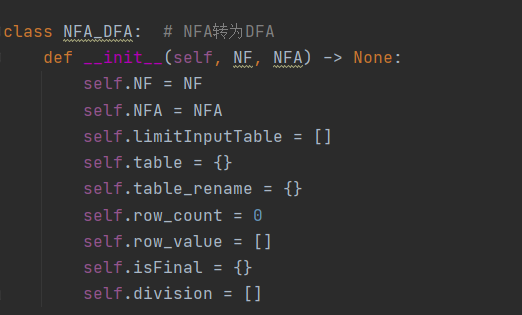 class NFA_DFA:  # NFA转为DFA
    def __init__(self, NF, NFA) -> None:
        self.NF = NF
        self.NFA = NFA
        self.limitInputTable = []
        self.table = {}
        self.table_rename = {}
        self.row_count = 0
        self.row_value = []
        self.isFinal = {}
        self.division = []